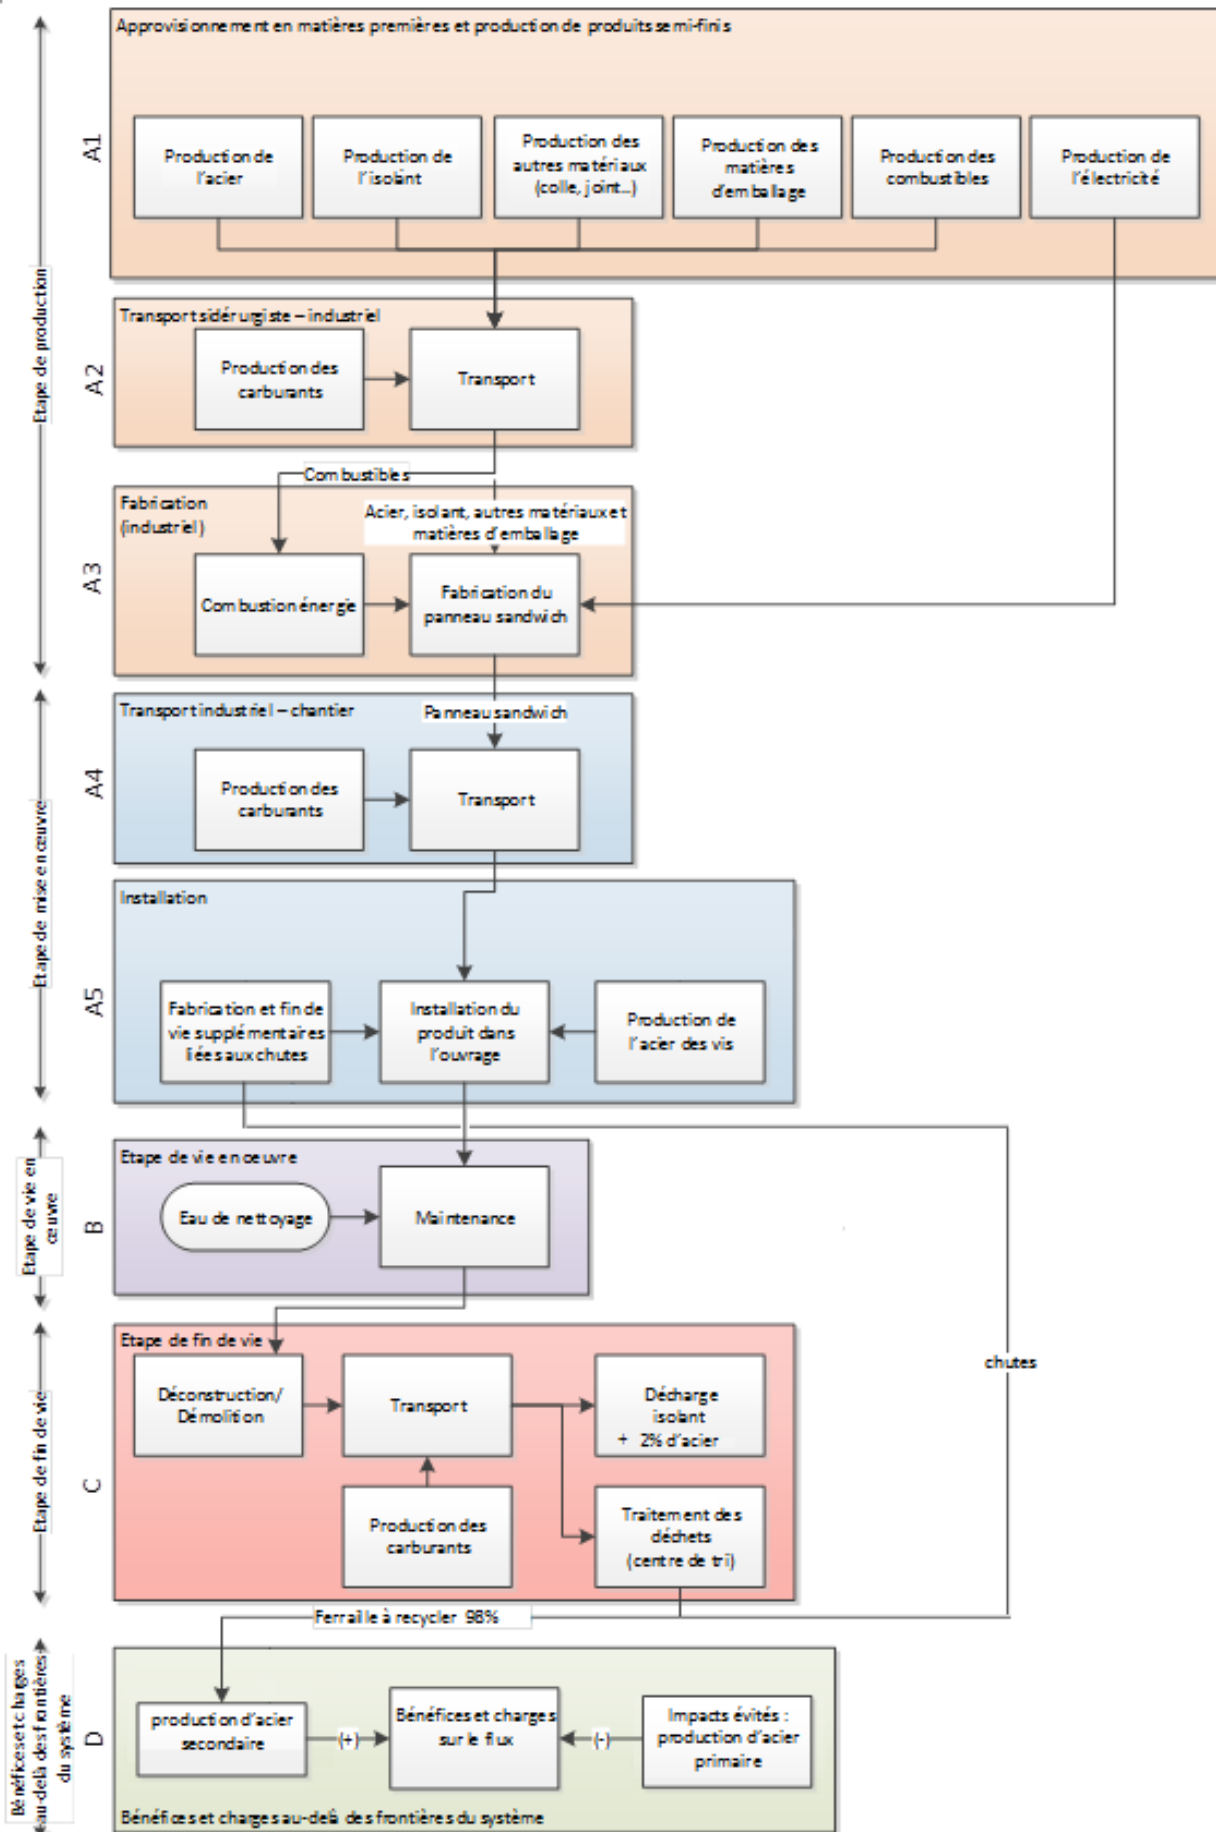 Approvisionnement en matières premières et production de produits semi-finis
A1
Production de
l'acier
Production de
l'isolant
Production des
autres matériaux
(colle, joint...)
Production des
matières
d'emballage
Production des
combustibles
Production de
l'électricité
Etape de production
Transport sidérurgiste – industriel
A2
Production des
carburants
Transport
Combustibles
Fabrication
(industriel)
Acier, isolant, autres matériaux et
matières d'emballage
A3
Combustion énergie
Fabrication du
panneau sandwich
Transport industriel – chantier
Panneau sandwich
A4
Production des
carburants
Transport
Etape de mise en œuvre
Installation
A5
Fabrication et fin de
vie supplémentaires
liées aux chutes
Installation du
produit dans
l'ouvrage
Production de
l'acier des vis
Etape de vie en oeuvre
Etape de vie en
œuvre
B
Eau de nettoyage
Maintenance
Etape de fin de vie
chutes
Etape de fin de vie
C
Déconstruction/
Démolition
Transport
Décharge
isolant
+ 2% d'acier
Production des
carburants
Traitement des
déchets
(centre de tri)
Ferraille à recycler 98%
Bénéfices et charges
au-delà des frontières
du système
D
production d'acier
secondaire
(+)
Bénéfices et charges
sur le flux
(-)
Impacts évités :
production d'acier
primaire
Bénéfices et charges au-delà des frontières du système